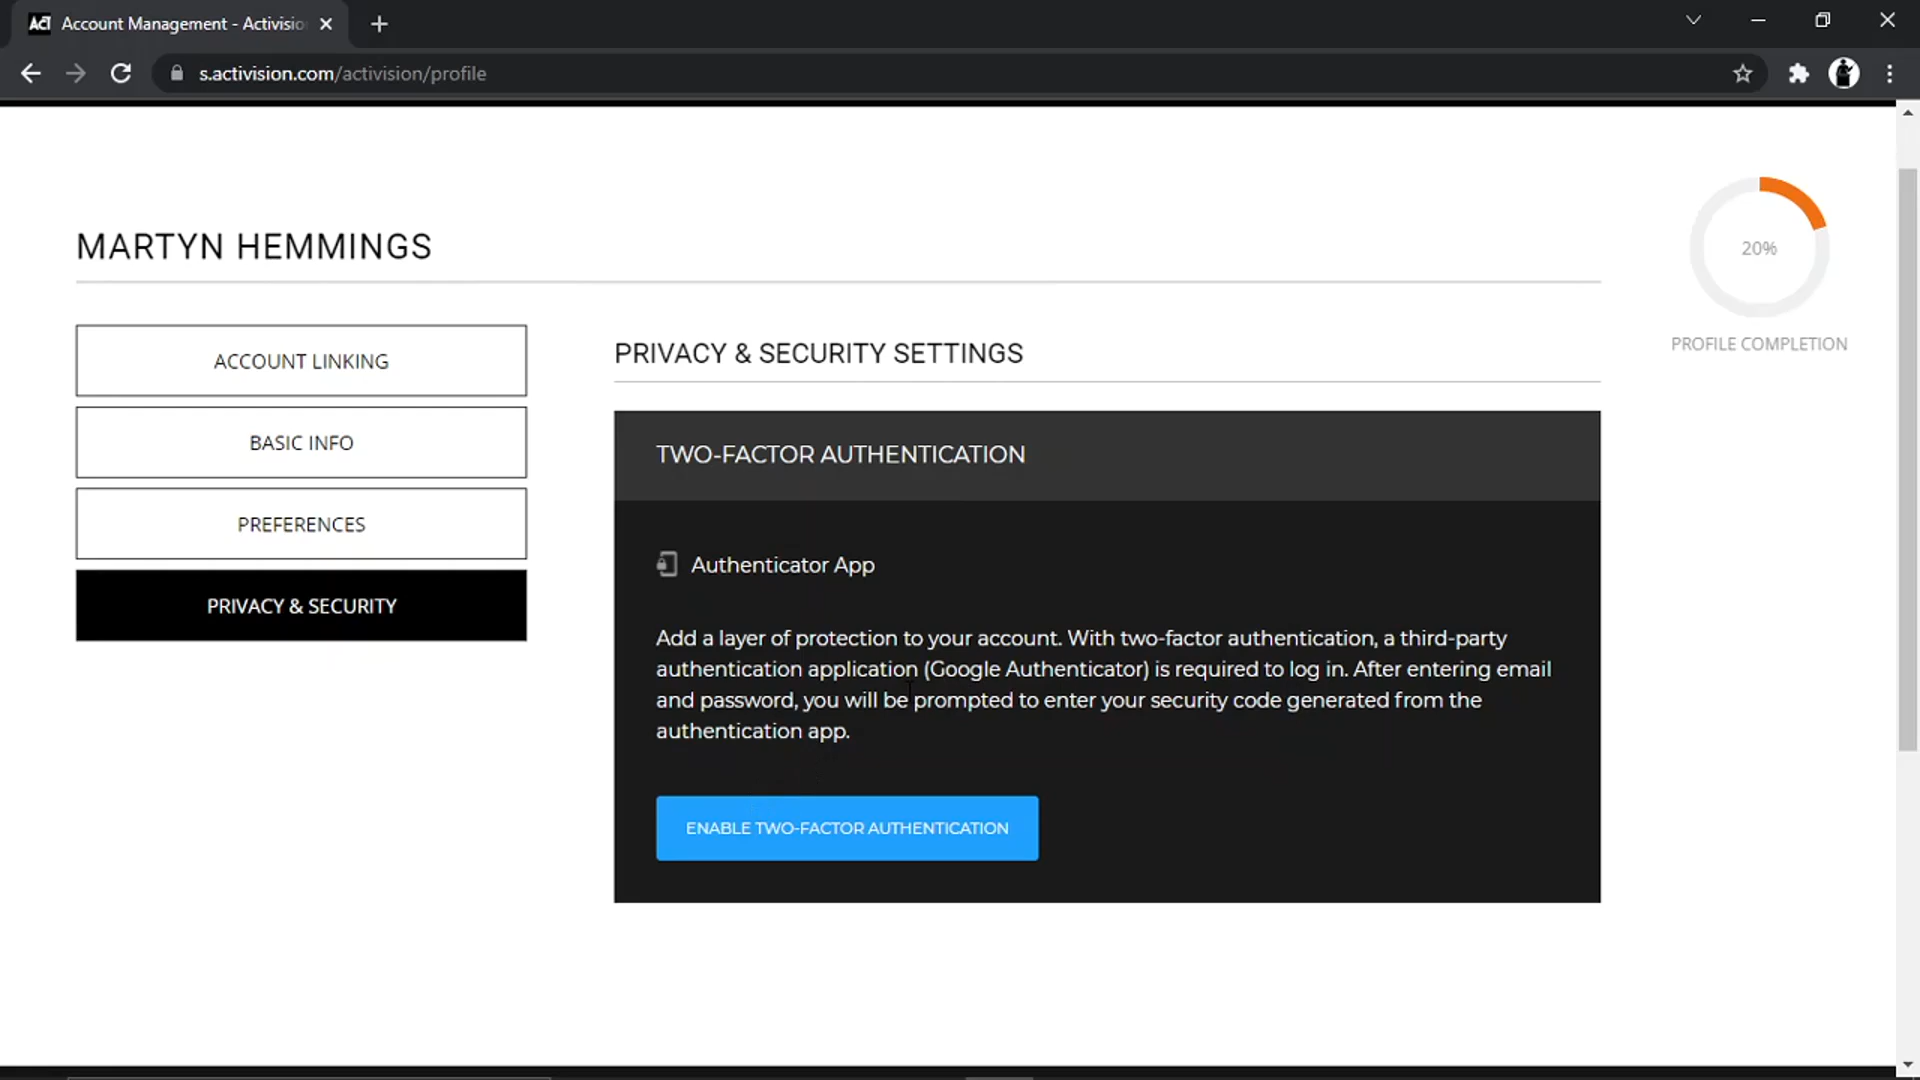 ACT Account Management - Activisio
s.activision.com/activision/profile
MARTYN HEMMINGS
20%
PROFILE COMPLETION
ACCOUNT LINKING
BASIC INFO
PREFERENCES
PRIVACY & SECURITY
PRIVACY & SECURITY SETTINGS
TWO-FACTOR AUTHENTICATION
Authenticator App
Add a layer of protection to your account. With two-factor authentication, a third-party
authentication application (Google Authenticator) is required to log in. After entering email
and password, you will be prompted to enter your security code generated from the
authentication app.
ENABLE TWO-FACTOR AUTHENTICATION